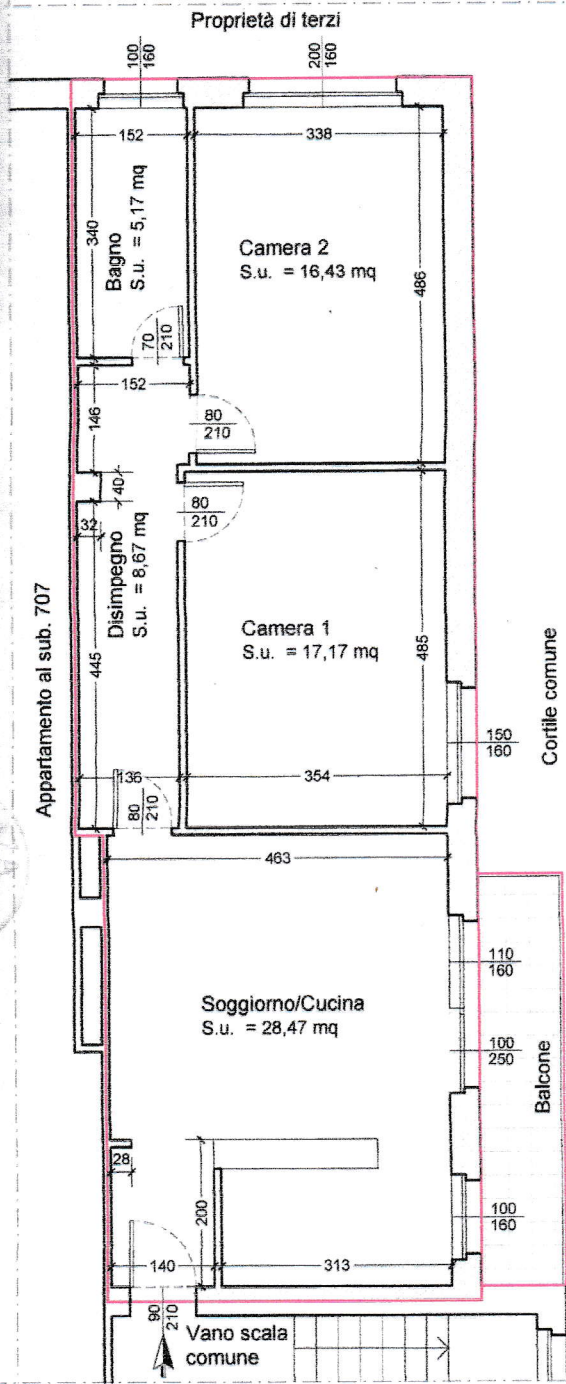 Proprietà di terzi
100
160
200
160
152
338
340
Bagno
S.u. = 5,17 mq
Camera 2
S.u. = 16,43 mq
486
70
210
152
146
80
210
40
80
210
32
Disimpegno
S.u. = 8,67 mq
Camera 1
S.u. = 17,17 mq
485
445
Appartamento al sub. 707
Cortile comune
150
160
136
354
80
210
463
110
160
Soggiorno/Cucina
S.u. = 28,47 mq
100
250
Balcone
28
200
100
160
140
313
90
210
Vano scala
comune